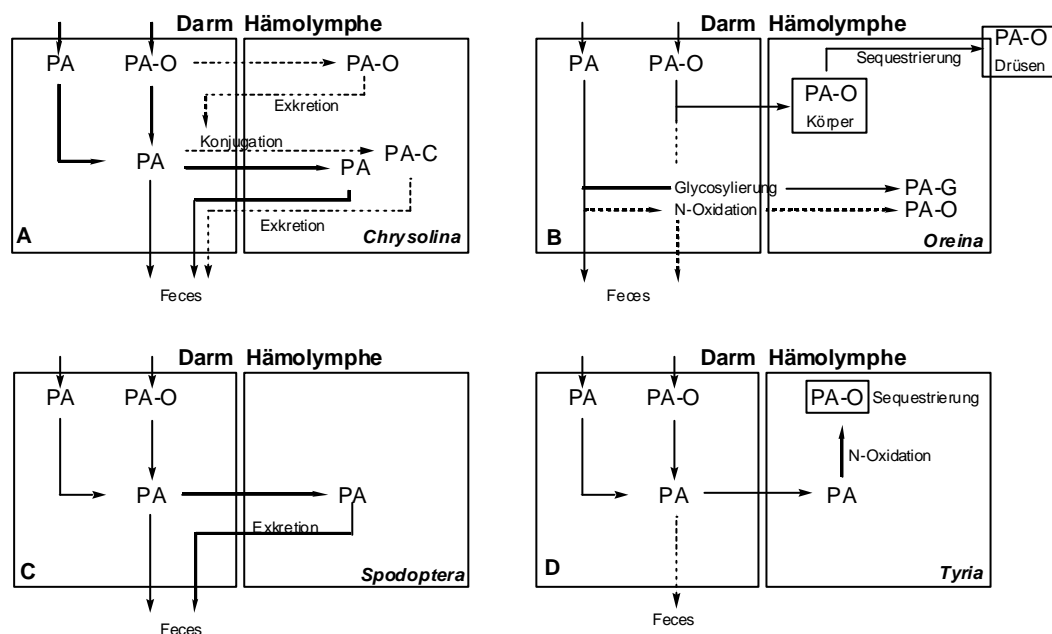 Darm Hämolymphe
PA PA-O PA-O
Exkretion
Konjugation
PA PA PA-C
Exkretion
A Chrysolina
Feces
Darm Hämolymphe
PA PA-O
Sequestrierung
PA-O
Drüsen
PA-O
Körper
Glycosylierung PA-G
N-Oxidation PA-O
B Oreina
Feces
Darm Hämolymphe
PA PA-O
PA PA
Exkretion
C Spodoptera
Feces
Darm Hämolymphe
PA PA-O PA-O Sequestrierung
N-Oxidation
PA PA
D Tyria
Feces